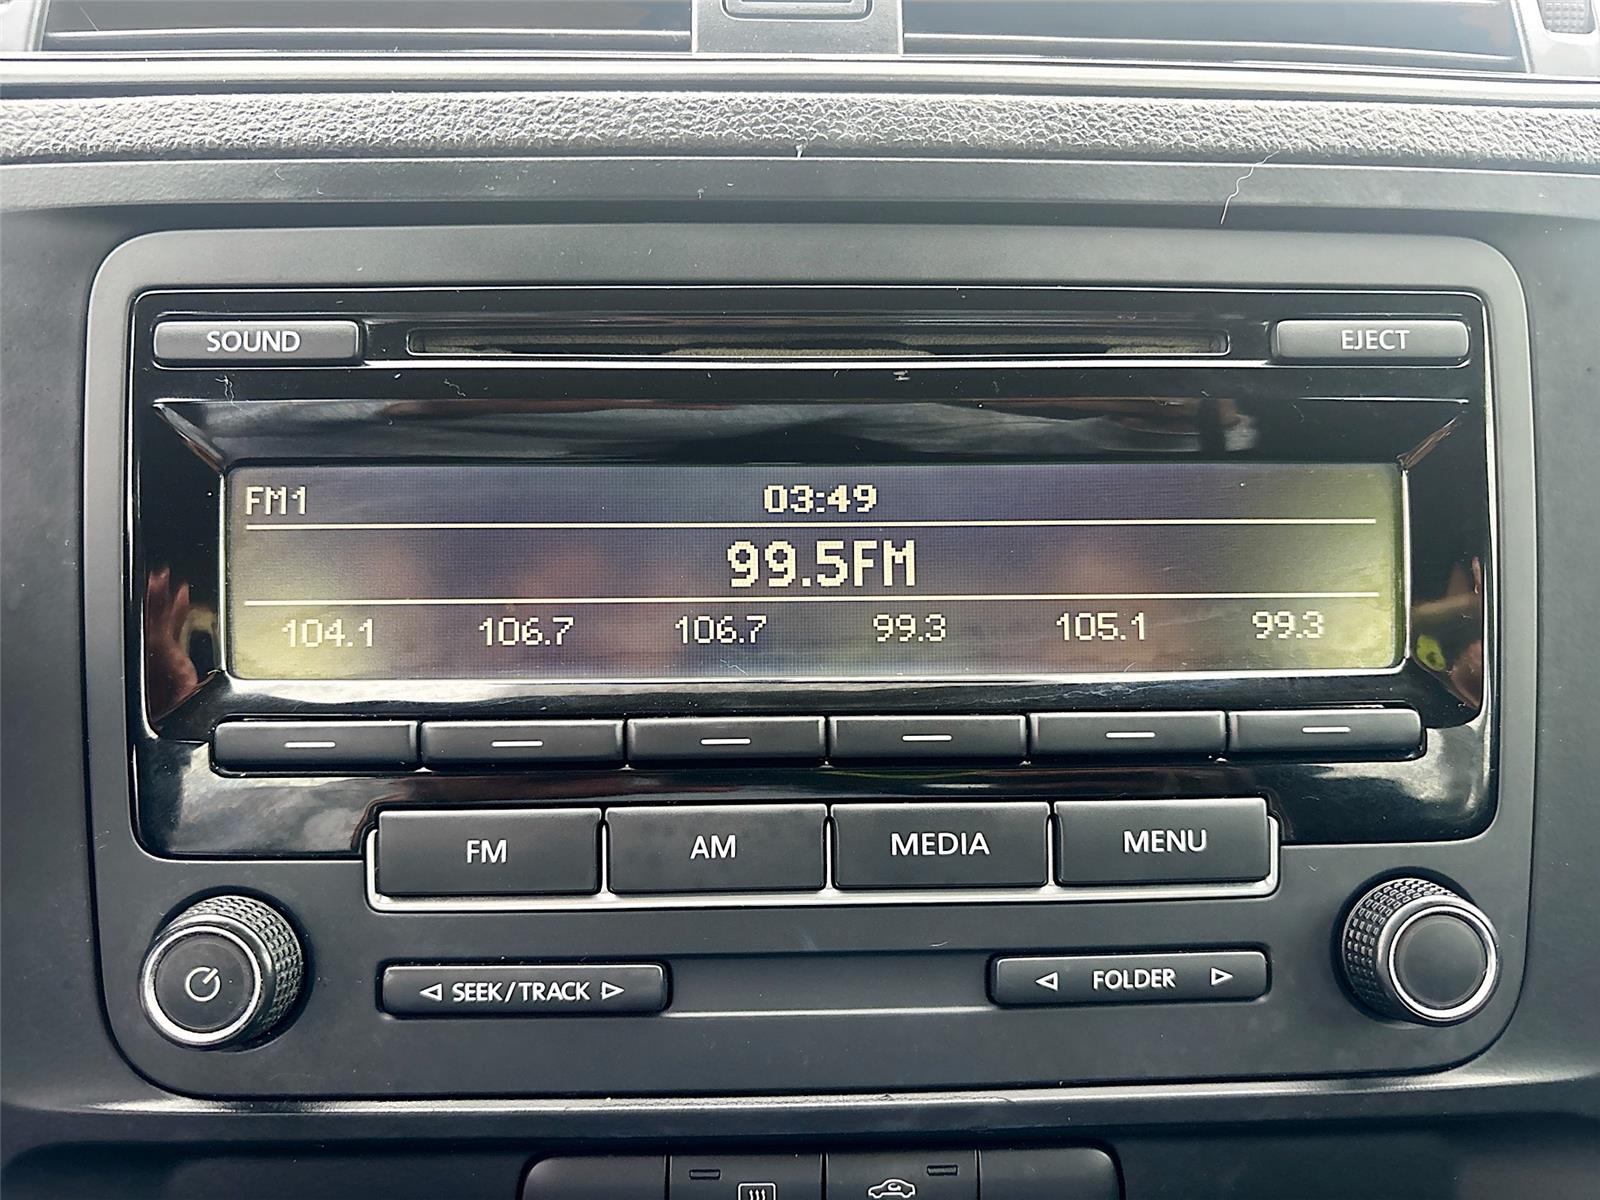 SOUND EJECT
FM1 03:49
99.5FM
104.1 106.7 106.7 99.3 105.1 99.3
FM AM MEDIA MENU
SEEK/TRACK FOLDER